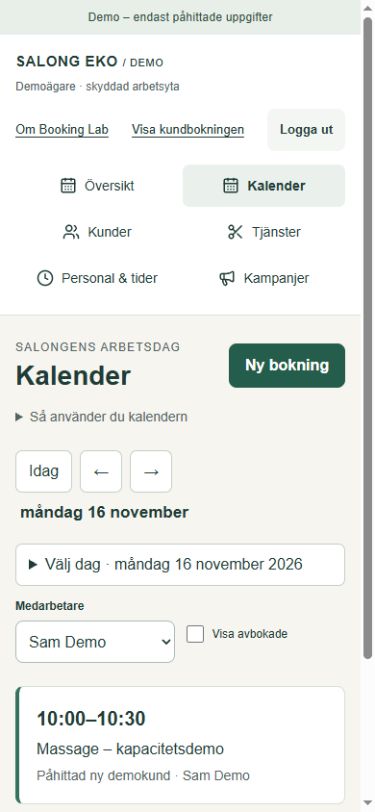 Demo – endast påhittade uppgifter
SALONG EKO / DEMO
Demoägare · skyddad arbetsyta
Om Booking Lab Visa kundbokningen Logga ut
Översikt Kalender
Kunder Tjänster
Personal & tider Kampanjer
SALONGENS ARBETSDAG
Kalender Ny bokning
▶ Så använder du kalendern
Idag ← →
måndag 16 november
▶ Välj dag · måndag 16 november 2026
Medarbetare
Sam Demo Visa avbokade
10:00–10:30
Massage – kapacitetsdemo
Påhittad ny demokund · Sam Demo